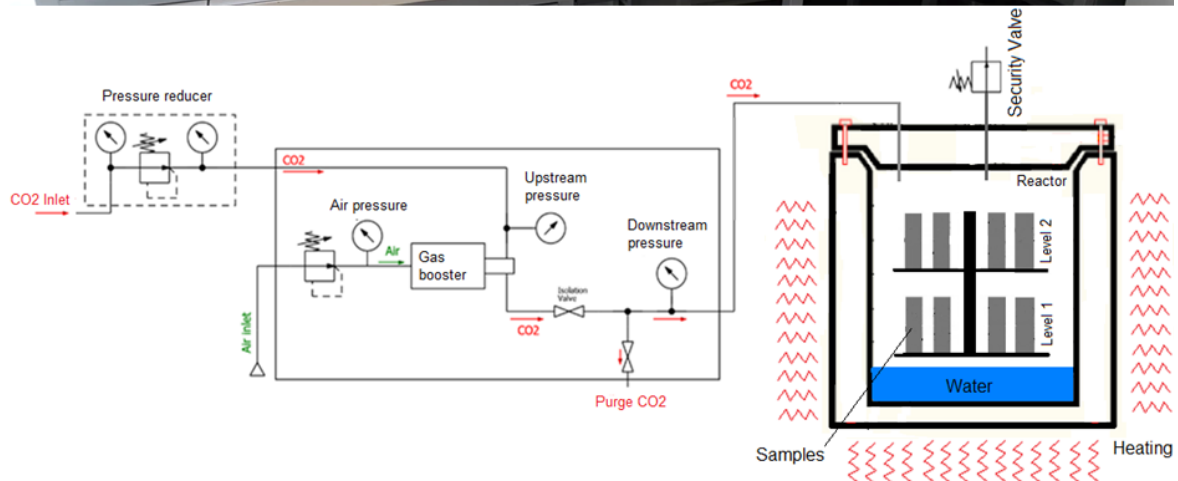 Pressure reducer
CO2 Inlet
CO2
Air pressure
Upstream
pressure
Air
Gas
booster
Downstream
pressure
Isolation
Valve
CO2
Air inlet
Purge CO2
CO2
Security Valve
Reactor
Level 2
Level 1
Water
Samples
Heating